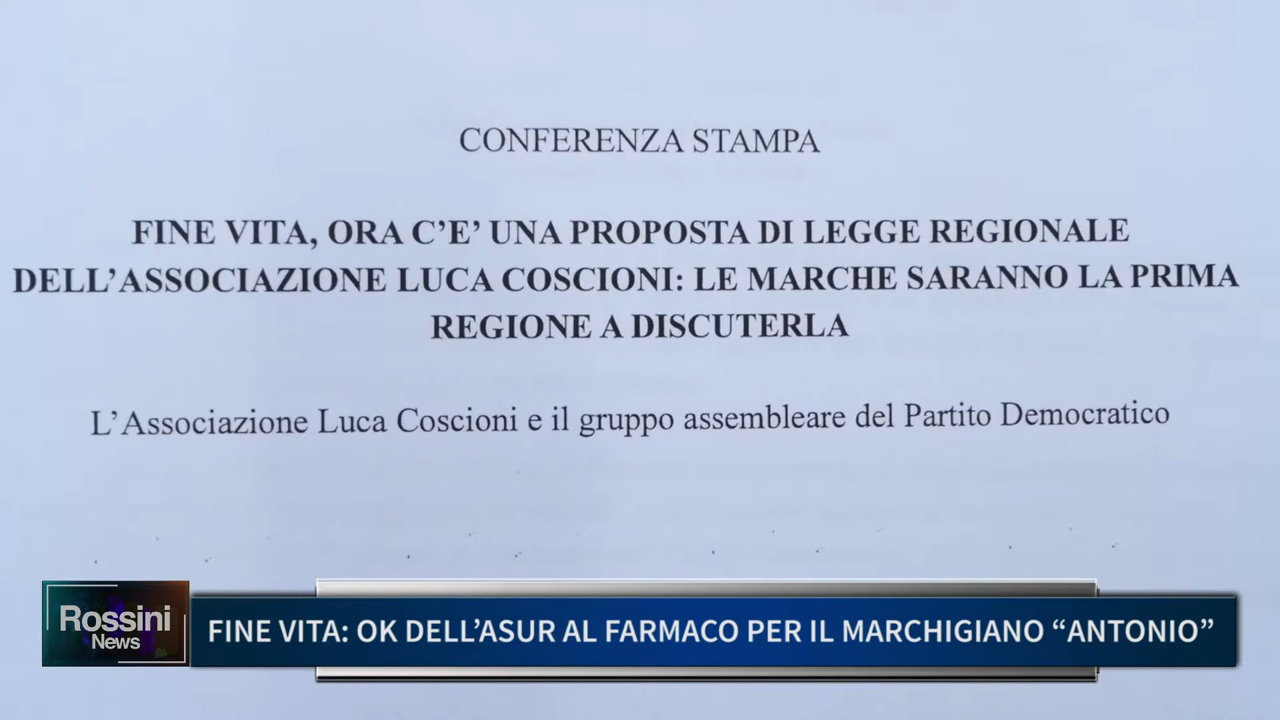 CONFERENZA STAMPA
FINE VITA, ORA C'E' UNA PROPOSTA DI LEGGE REGIONALE
DELL'ASSOCIAZIONE LUCA COSCIONI: LE MARCHE SARANNO LA PRIMA
REGIONE A DISCUTERLA
L'Associazione Luca Coscioni e il gruppo assembleare del Partito Democratico
Rossini
News
FINE VITA: OK DELL'ASUR AL FARMACO PER IL MARCHIGIANO “ANTONIO”